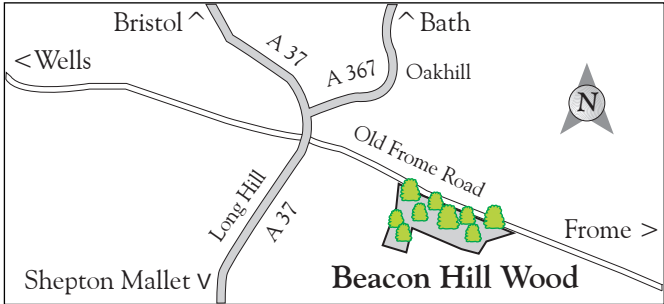 Bristol ^
^ Bath
A 37
< Wells
A 367
Oakhill
N
Old Frome Road
Long Hill
A 37
Frome >
Shepton Mallet v
Beacon Hill Wood